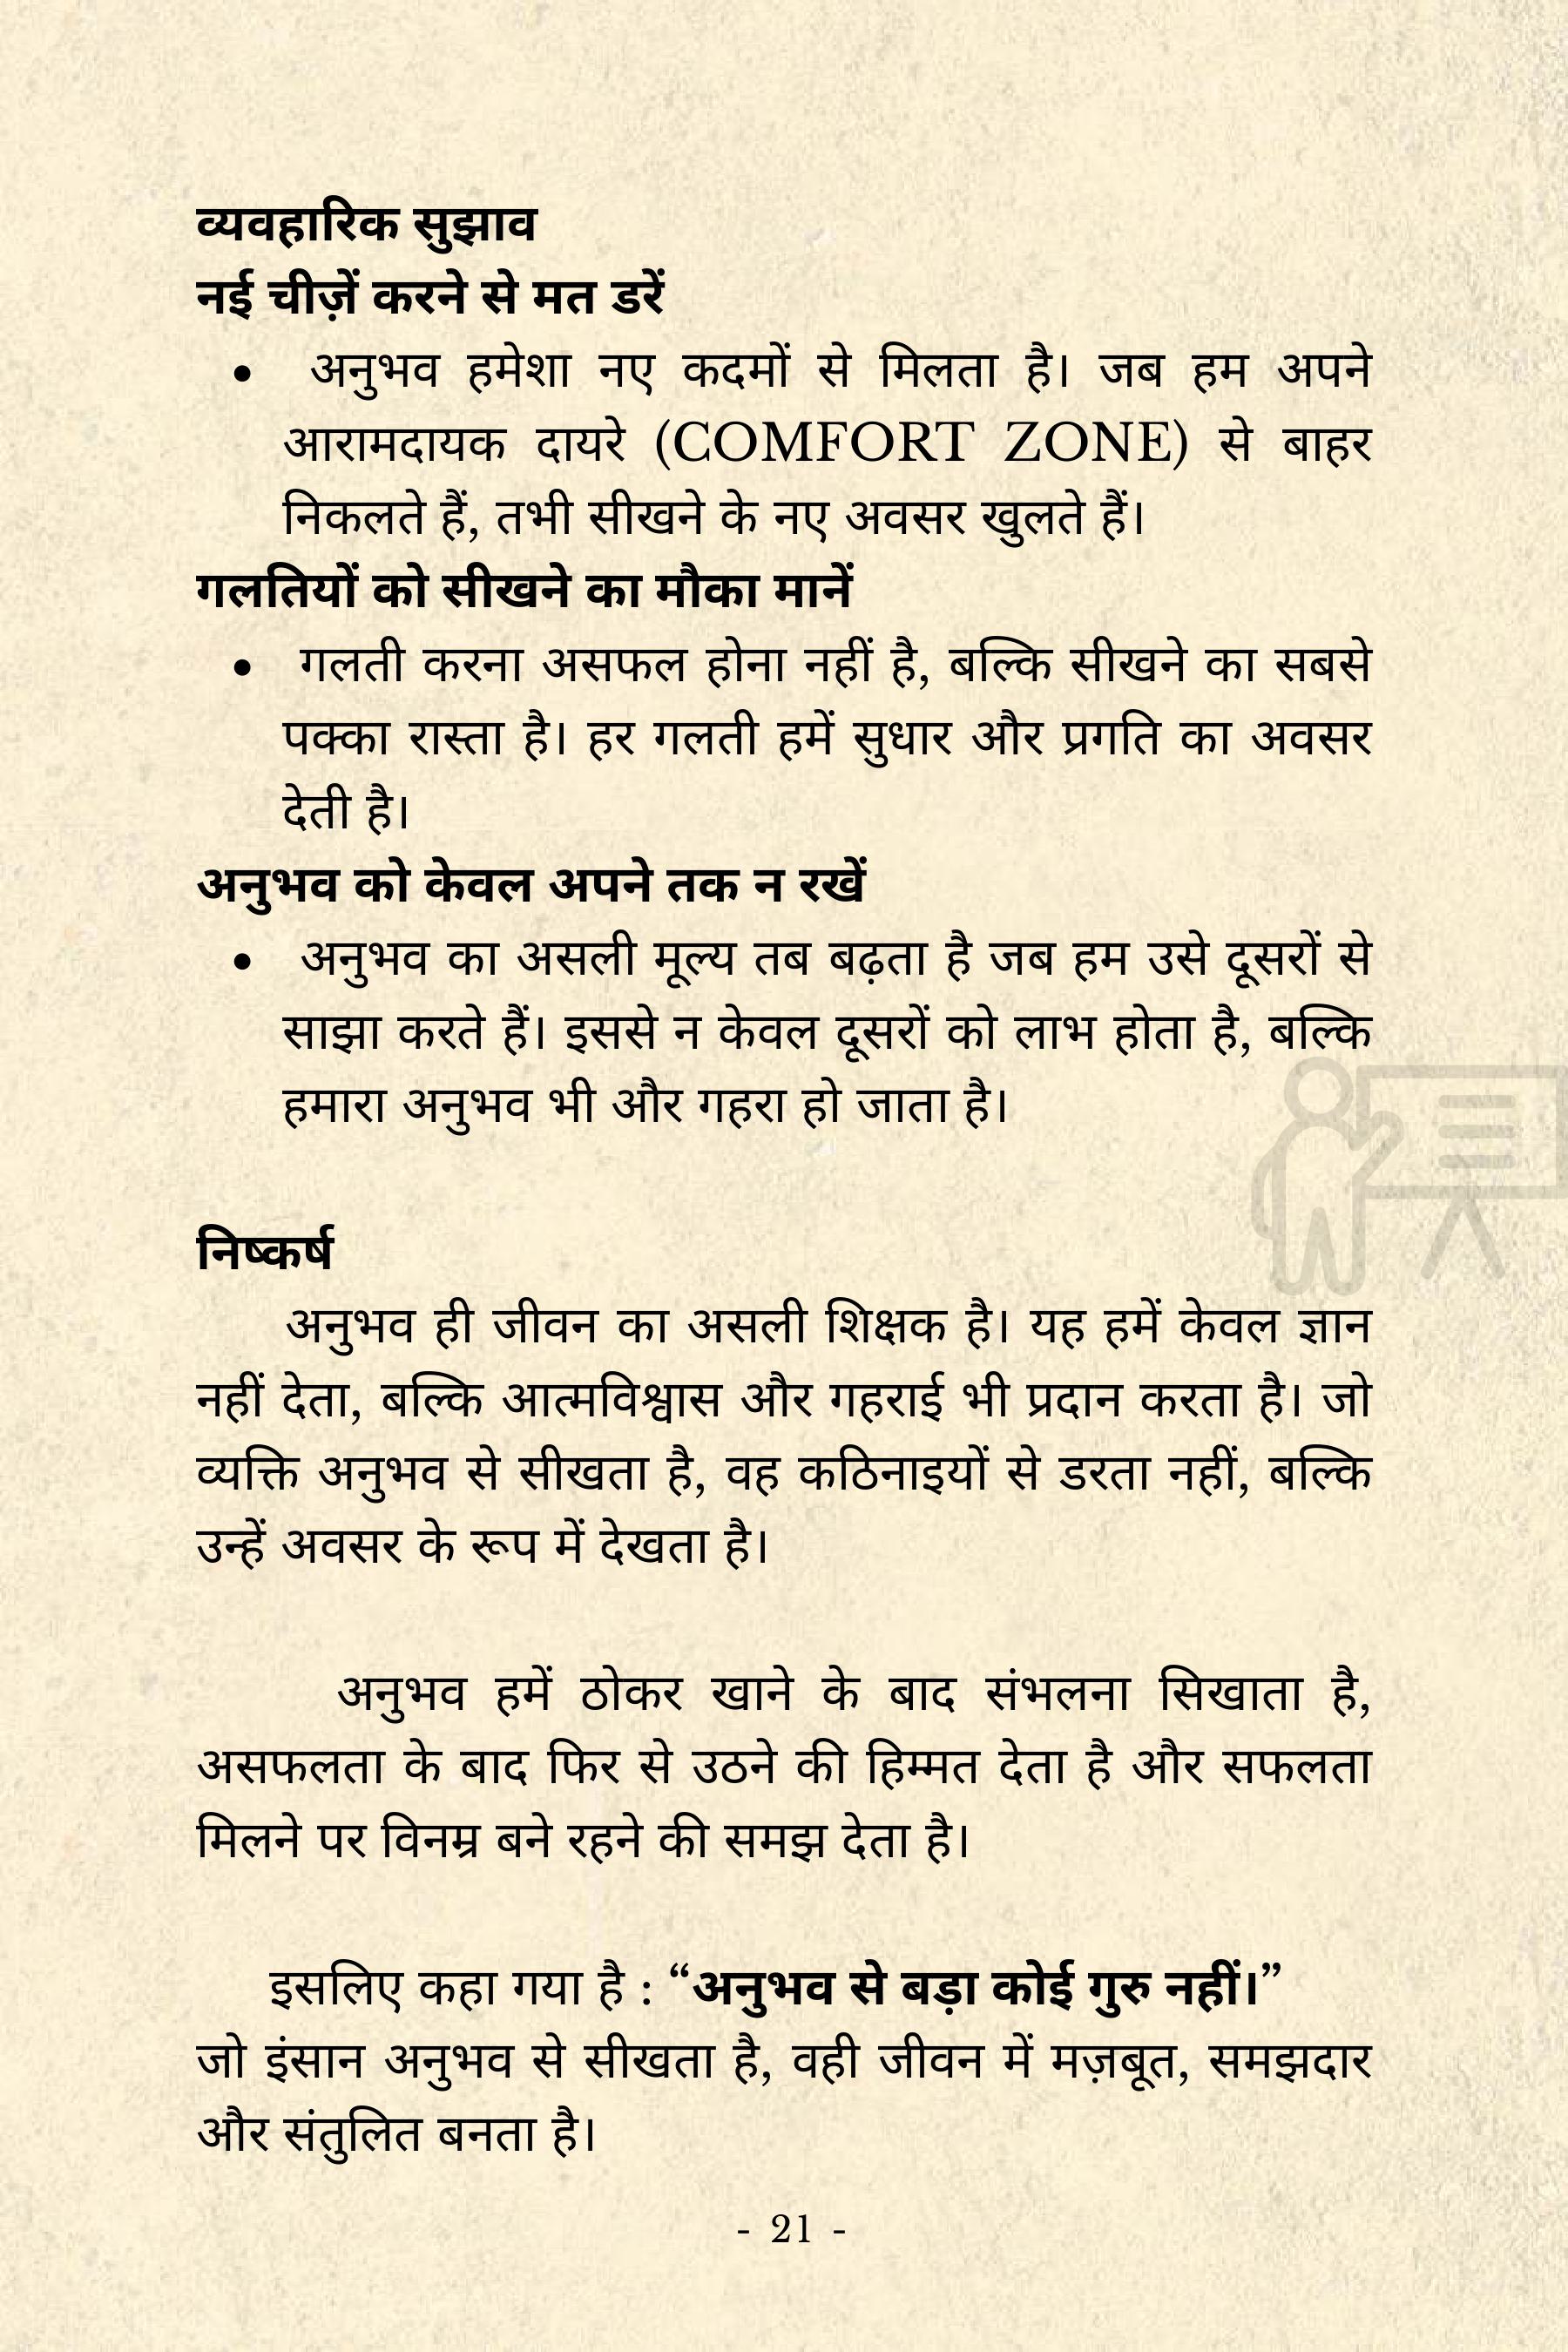 व्यवहारिक सुझाव
नई चीज़ें करने से मत डरें
• अनुभव हमेशा नए कदमों से मिलता है। जब हम अपने
आरामदायक दायरे (COMFORT ZONE) से बाहर
निकलते हैं, तभी सीखने के नए अवसर खुलते हैं।
गलतियों को सीखने का मौका मानें
• गलती करना असफल होना नहीं है, बल्कि सीखने का सबसे
पक्का रास्ता है। हर गलती हमें सुधार और प्रगति का अवसर
देती है।
अनुभव को केवल अपने तक न रखें
• अनुभव का असली मूल्य तब बढ़ता है जब हम उसे दूसरों से
साझा करते हैं। इससे न केवल दूसरों को लाभ होता है, बल्कि
हमारा अनुभव भी और गहरा हो जाता है।
निष्कर्ष
अनुभव ही जीवन का असली शिक्षक है। यह हमें केवल ज्ञान
नहीं देता, बल्कि आत्मविश्वास और गहराई भी प्रदान करता है। जो
व्यक्ति अनुभव से सीखता है, वह कठिनाइयों से डरता नहीं, बल्कि
उन्हें अवसर के रूप में देखता है।
अनुभव हमें ठोकर खाने के बाद संभलना सिखाता है,
असफलता के बाद फिर से उठने की हिम्मत देता है और सफलता
मिलने पर विनम्र बने रहने की समझ देता है।
इसलिए कहा गया है : “अनुभव से बड़ा कोई गुरु नहीं।”
जो इंसान अनुभव से सीखता है, वही जीवन में मज़बूत, समझदार
और संतुलित बनता है।
- 21 -